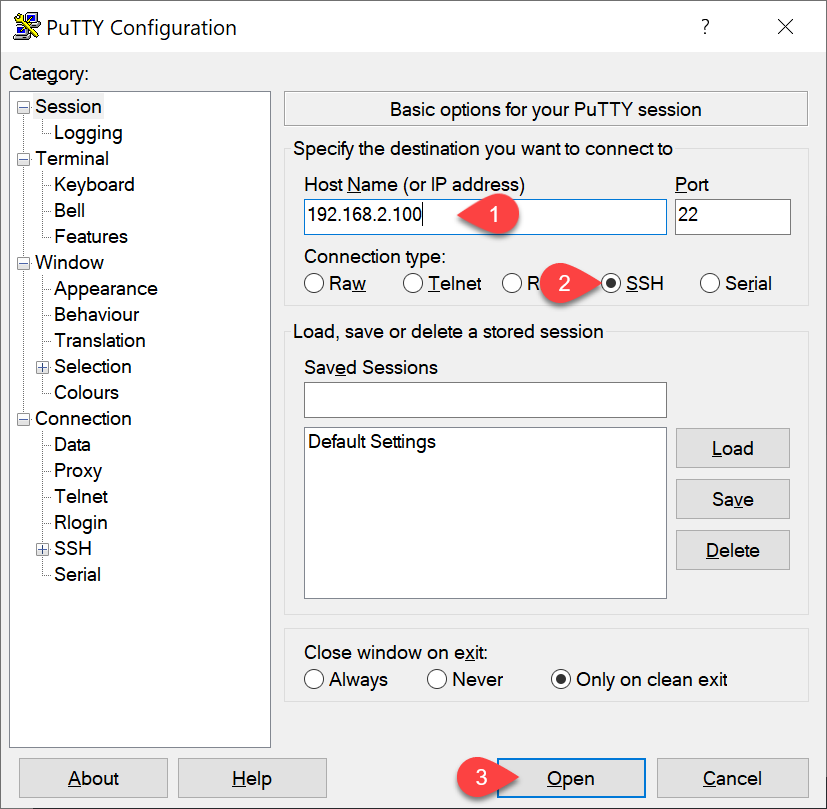 PuTTY Configuration ?
Category:
Session
Logging
Terminal
Keyboard
Bell
Features
Window
Appearance
Behaviour
Translation
Selection
Colours
Connection
Data
Proxy
Telnet
Rlogin
SSH
Serial
Basic options for your PuTTY session
Specify the destination you want to connect to
Host Name (or IP address) Port
192.168.2.100 1 22
Connection type:
Raw Telnet R 2 SSH Serial
Load, save or delete a stored session
Saved Sessions
Default Settings
Load
Save
Delete
Close window on exit:
Always Never Only on clean exit
About Help 3 Open Cancel